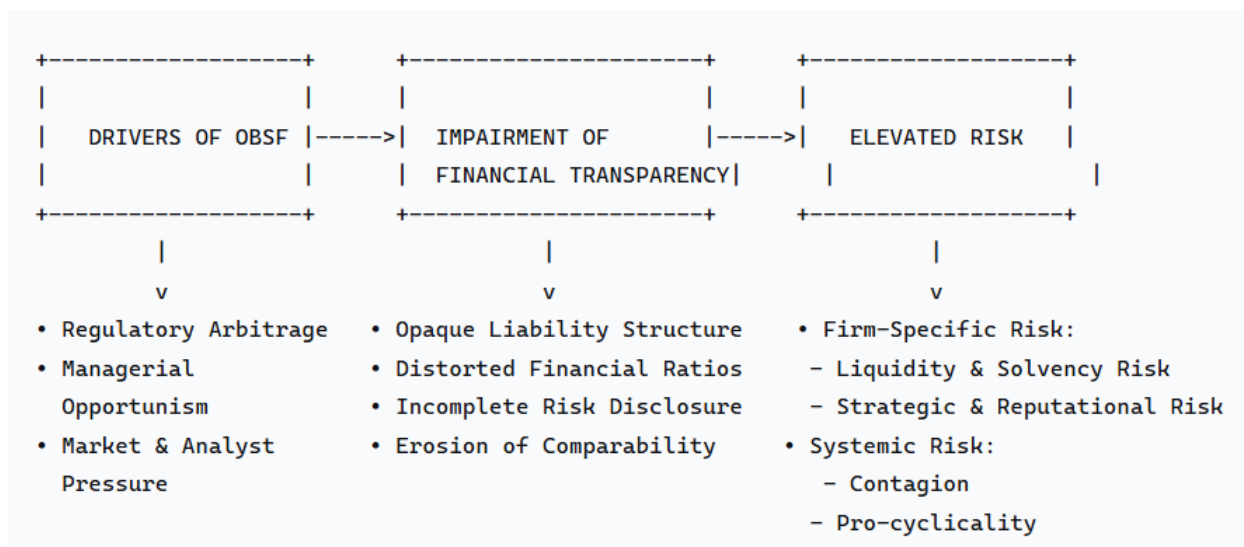 +-------------------+      +----------------------+      +-------------------+
|                   |      |                      |      |                   |
|   DRIVERS OF OBSF |----->|  IMPAIRMENT OF       |----->|   ELEVATED RISK   |
|                   |      |  FINANCIAL TRANSPARENCY|      |                   |
+-------------------+      +----------------------+      +-------------------+
         |                            |                            |
         v                            v                            v
• Regulatory Arbitrage   • Opaque Liability Structure    • Firm-Specific Risk:
• Managerial             • Distorted Financial Ratios     – Liquidity & Solvency Risk
  Opportunism            • Incomplete Risk Disclosure     – Strategic & Reputational Risk
• Market & Analyst       • Erosion of Comparability     • Systemic Risk:
  Pressure                                                 – Contagion
                                                          – Pro-cyclicality